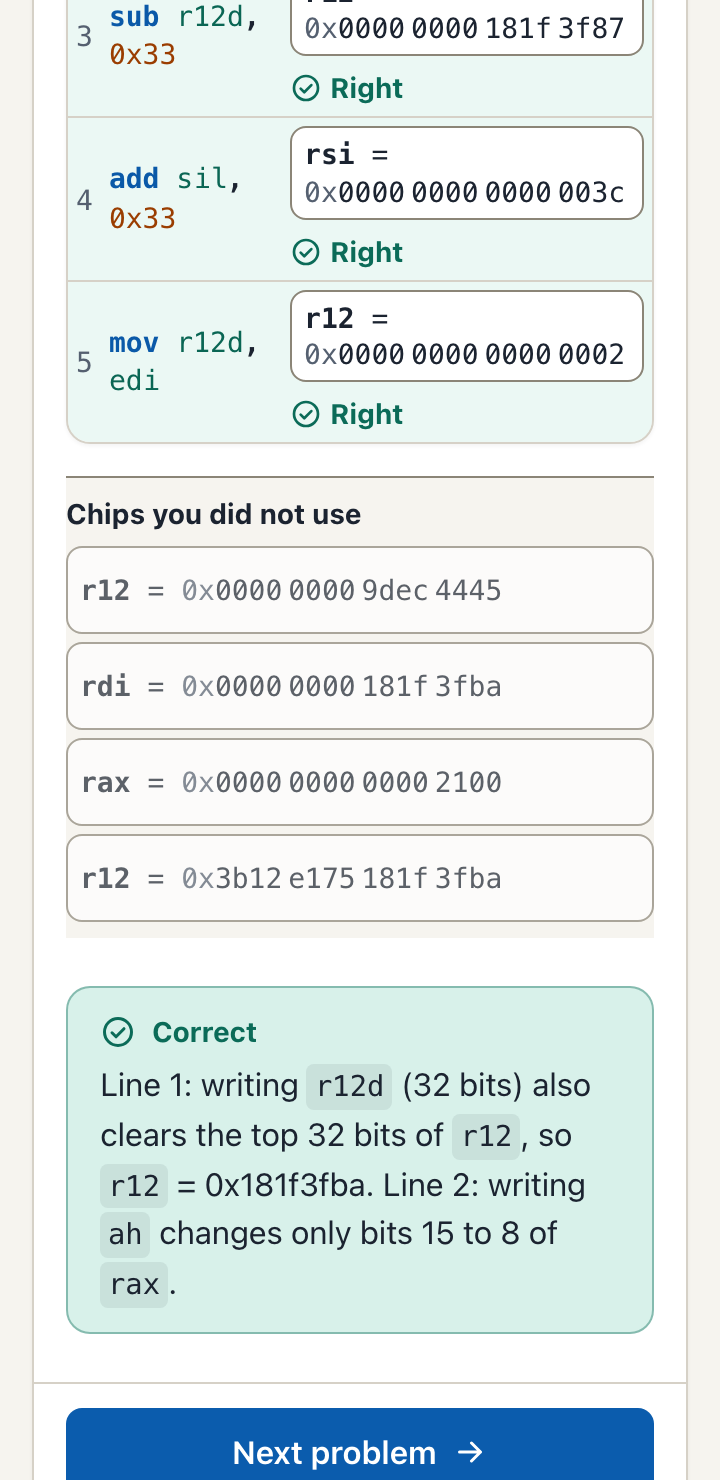 3
sub r12d,
0x33
0x0000 0000 181f 3f87
Right
4
add sil,
0x33
rsi =
0x0000 0000 0000 003c
Right
5
mov r12d,
edi
r12 =
0x0000 0000 0000 0002
Right
Chips you did not use
r12 = 0x0000 0000 9dec 4445
rdi = 0x0000 0000 181f 3fba
rax = 0x0000 0000 0000 2100
r12 = 0x3b12 e175 181f 3fba
Correct
Line 1: writing r12d (32 bits) also
clears the top 32 bits of r12, so
r12 = 0x181f3fba. Line 2: writing
ah changes only bits 15 to 8 of
rax.
Next problem →